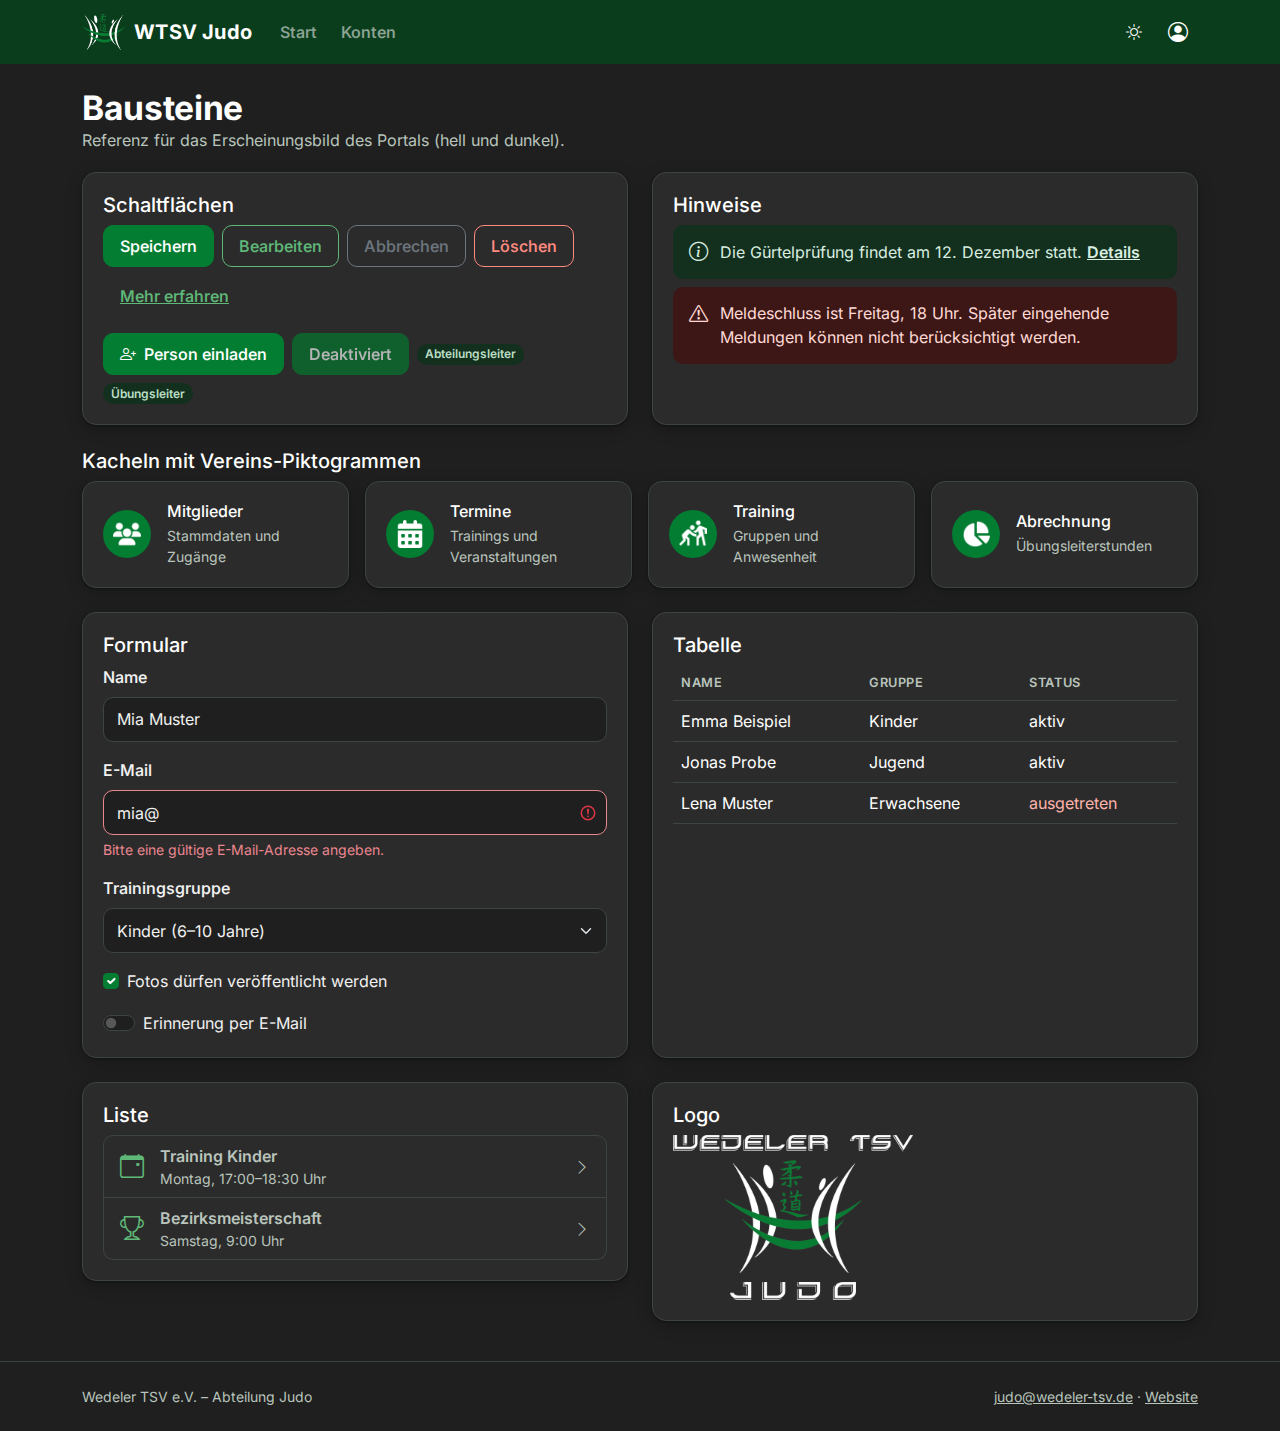 WTSV Judo Start Konten
Bausteine
Referenz für das Erscheinungsbild des Portals (hell und dunkel).
Schaltflächen
Speichern Bearbeiten Abbrechen Löschen
Mehr erfahren
Person einladen Deaktiviert Abteilungsleiter
Übungsleiter
Hinweise
Die Gürtelprüfung findet am 12. Dezember statt. Details
Meldeschluss ist Freitag, 18 Uhr. Später eingehende
Meldungen können nicht berücksichtigt werden.
Kacheln mit Vereins-Piktogrammen
Mitglieder
Stammdaten und
Zugänge
Termine
Trainings und
Veranstaltungen
Training
Gruppen und
Anwesenheit
Abrechnung
Übungsleiterstunden
Formular
Name
Mia Muster
E-Mail
mia@
Bitte eine gültige E-Mail-Adresse angeben.
Trainingsgruppe
Kinder (6–10 Jahre)
Fotos dürfen veröffentlicht werden
Erinnerung per E-Mail
Tabelle
NAME GRUPPE STATUS
Emma Beispiel Kinder aktiv
Jonas Probe Jugend aktiv
Lena Muster Erwachsene ausgetreten
Liste
Training Kinder
Montag, 17:00–18:30 Uhr
Bezirksmeisterschaft
Samstag, 9:00 Uhr
Logo
WEDELER TSV
柔
道
JUDO
Wedeler TSV e.V. – Abteilung Judo
judo@wedeler-tsv.de · Website